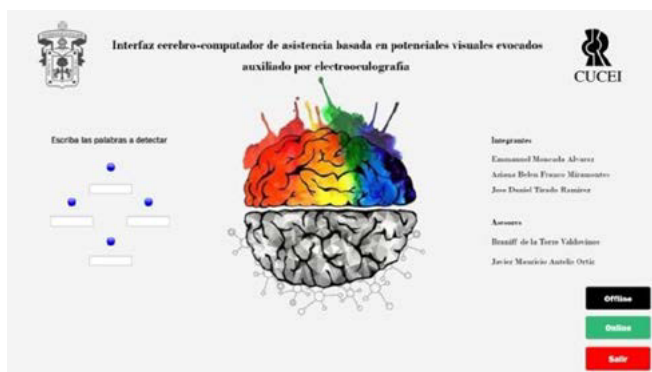 Interfaz cerebro-computador de asistencia basada en potenciales visuales evocados
auxiliado por electrooculografía
CUCEI
Escriba las palabras a detectar
Integrantes
Emmanuel Moncada Alvarez
Ariana Belen Franco Miramontes
Jose Daniel Tirado Ramirez
Asesores
Braniff de la Torre Valdovinos
Javier Mauricio Antelis Ortiz
Offline
Online
Salir